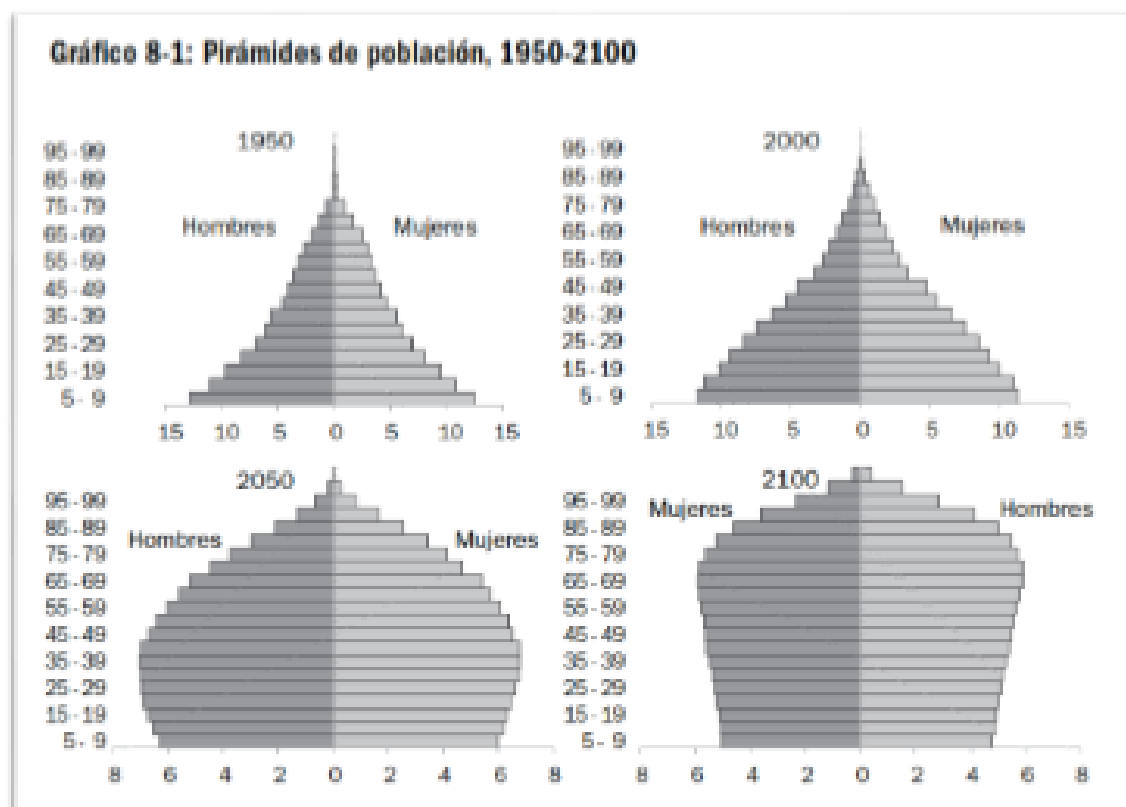 Gráfico 8-1: Pirámides de población, 1950-2100
1950
95 - 99
85 - 89
75 - 79
65 - 69
55 - 59
45 - 49
35 - 39
25 - 29
15 - 19
5 - 9
Hombres
Mujeres
15 10 5 0 5 10 15
2000
95 - 99
85 - 89
75 - 79
65 - 69
55 - 59
45 - 49
35 - 39
25 - 29
15 - 19
5 - 9
Hombres
Mujeres
15 10 5 0 5 10 15
2050
95 - 99
85 - 89
75 - 79
65 - 69
55 - 59
45 - 49
35 - 39
25 - 29
15 - 19
5 - 9
Hombres
Mujeres
8 6 4 2 0 2 4 6 8
2100
95 - 99
85 - 89
75 - 79
65 - 69
55 - 59
45 - 49
35 - 39
25 - 29
15 - 19
5 - 9
Mujeres
Hombres
8 6 4 2 0 2 4 6 8